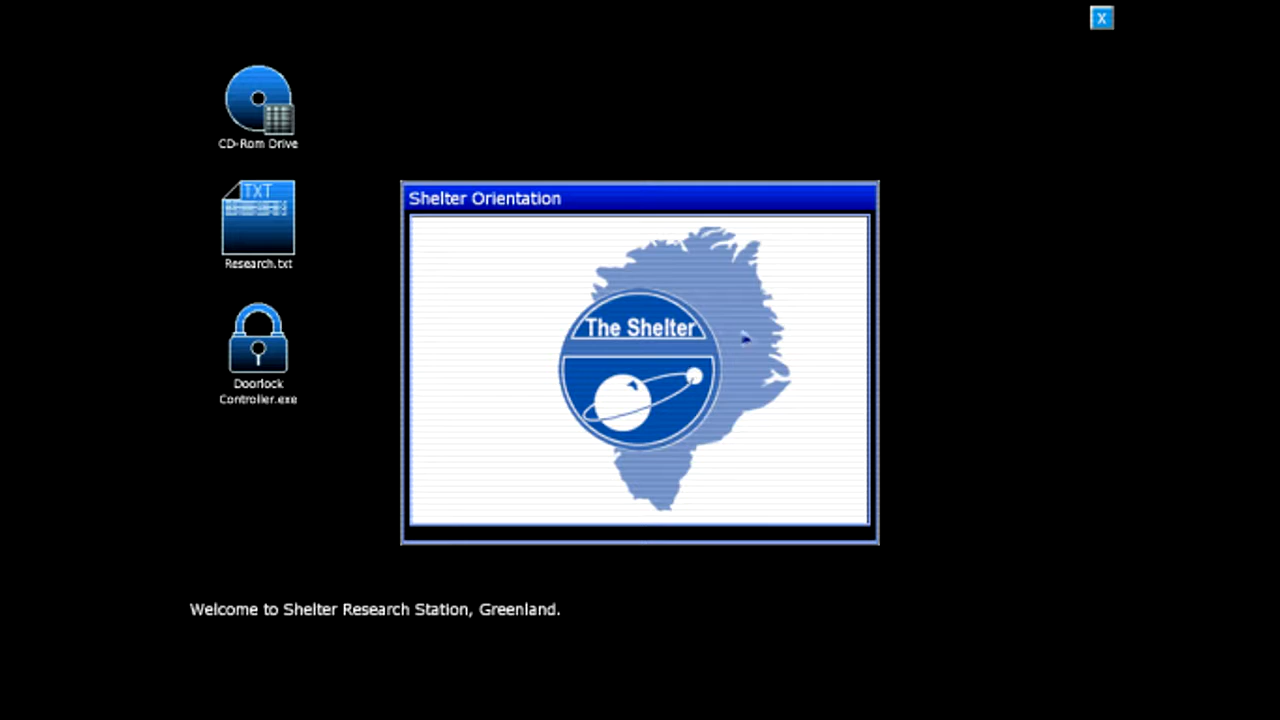 X
CD-Rom Drive
TXT
Research.txt
Doorlock
Controller.exe
Shelter Orientation
The Shelter
Welcome to Shelter Research Station, Greenland.